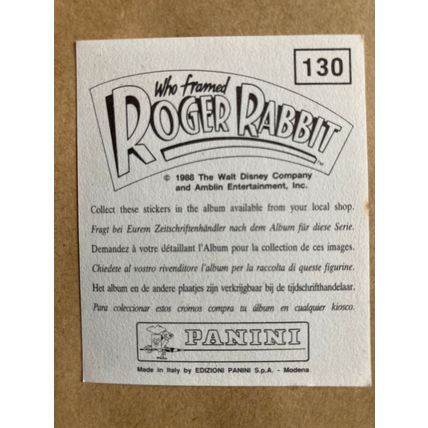 130
Who Framed
ROGER RABBIT
™
© 1988 The Walt Disney Company
and Amblin Entertainment, Inc.
Collect these stickers in the album available from your local shop.
Fragt bei Eurem Zeitschriftenhändler nach dem Album für diese Serie.
Demandez à votre détaillant l'Album pour la collection de ces images.
Chiedete al vostro rivenditore l'album per la raccolta di queste figurine.
Het album en de andere plaatjes zijn verkrijgbaar bij de tijdschrifthandelaar.
Para coleccionar estos cromos compra tu álbum en cualquier kiosco.
PANINI
Made in Italy by EDIZIONI PANINI S.p.A. - Modena